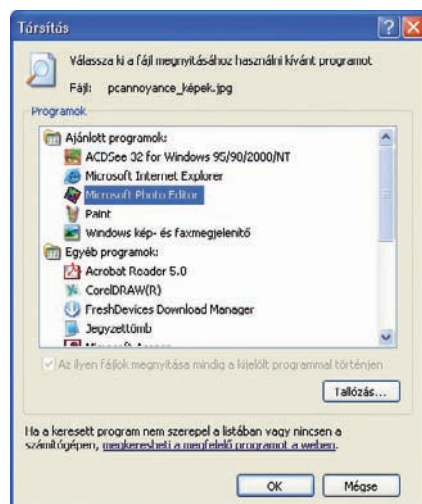 Társítás
Válassza ki a fájl megnyitásához használni kívánt programot
Fájl: pcannoyance_képek.jpg
Programok
Ajánlott programok:
ACDSee 32 for Windows 95/90/2000/NT
Microsoft Internet Explorer
Microsoft Photo Editor
Paint
Windows kép- és faxmegjelenítő
Egyéb programok:
Acrobat Reader 5.0
CorelDRAW(R)
FreshDevices Download Manager
Jegyzettömb
Microsoft Access
Az ilyen fájlok megnyitása mindig a kijelölt programmal történjen
Tallózás...
Ha a keresett program nem szerepel a listában vagy nincsen a
számítógépen, megkeresheti a megfelelő programot a weben.
OK Mégse